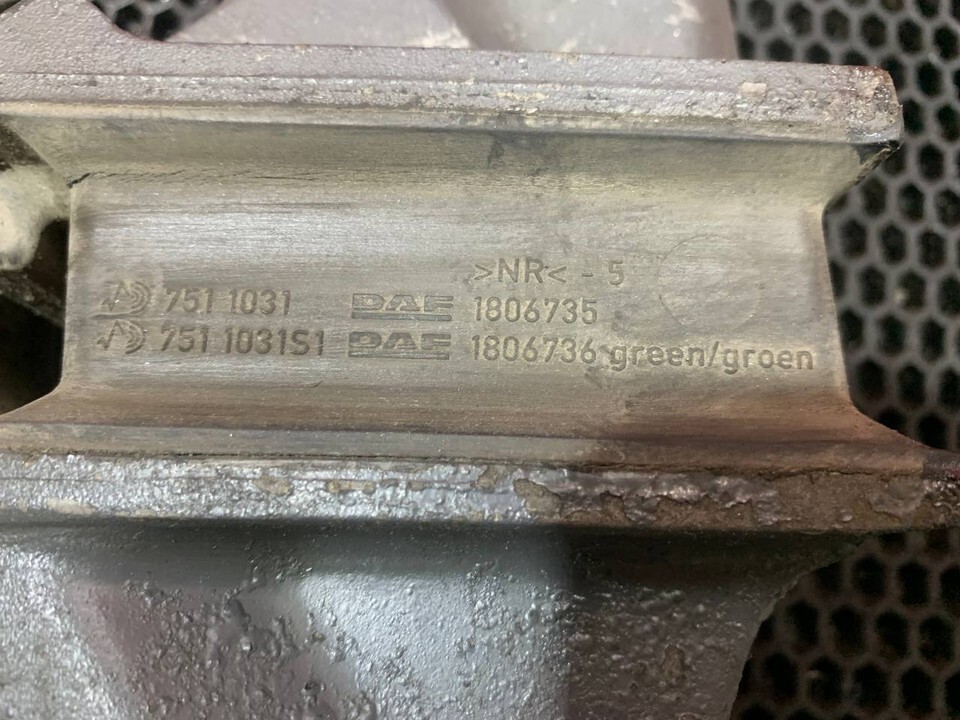 >NR< - 5
751 1031 DAF 1806735
751 1031S1 DAF 1806736 green/groen